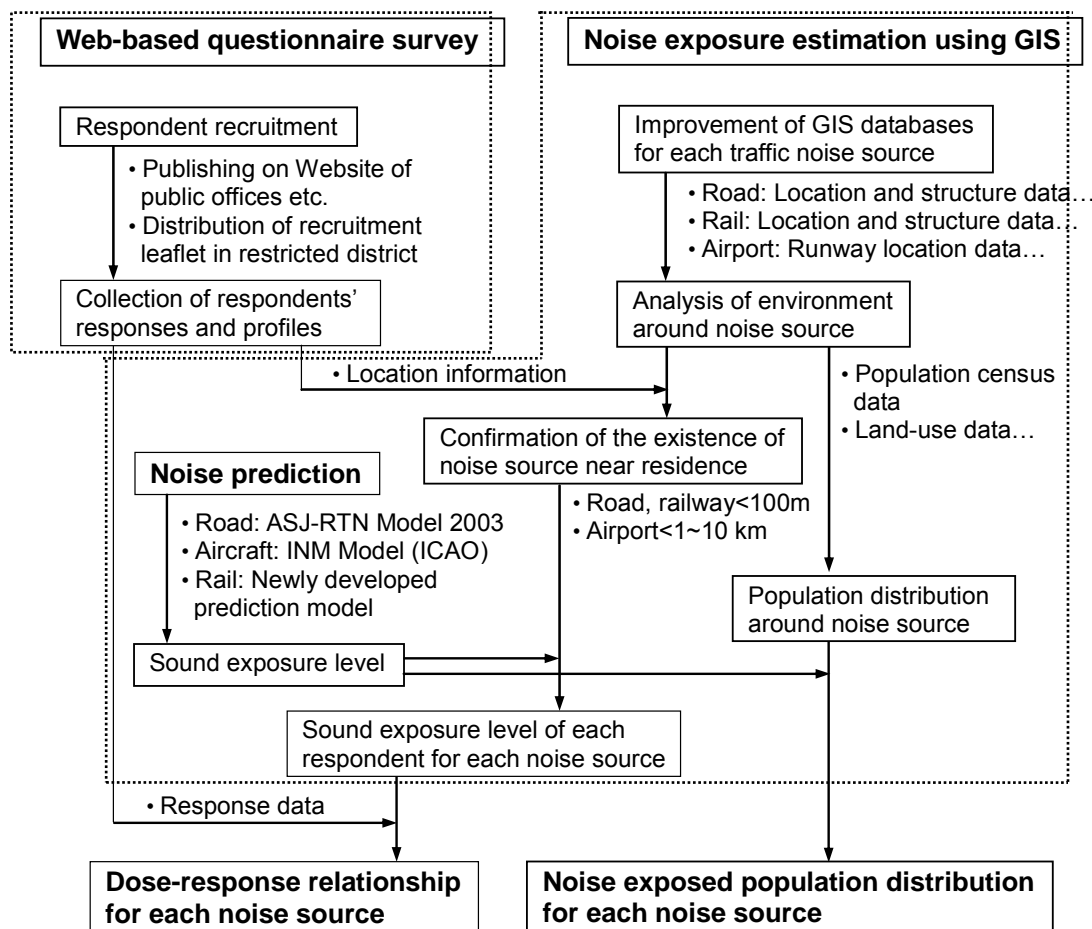 Web-based questionnaire survey
Noise exposure estimation using GIS
Respondent recruitment
• Publishing on Website of
public offices etc.
• Distribution of recruitment
leaflet in restricted district
Collection of respondents’
responses and profiles
Improvement of GIS databases
for each traffic noise source
• Road: Location and structure data…
• Rail: Location and structure data…
• Airport: Runway location data…
Analysis of environment
around noise source
• Location information
• Population census
data
• Land-use data…
Confirmation of the existence of
noise source near residence
• Road, railway<100m
• Airport<1~10 km
Noise prediction
• Road: ASJ-RTN Model 2003
• Aircraft: INM Model (ICAO)
• Rail: Newly developed
prediction model
Population distribution
around noise source
Sound exposure level
Sound exposure level of each
respondent for each noise source
• Response data
Dose-response relationship
for each noise source
Noise exposed population distribution
for each noise source